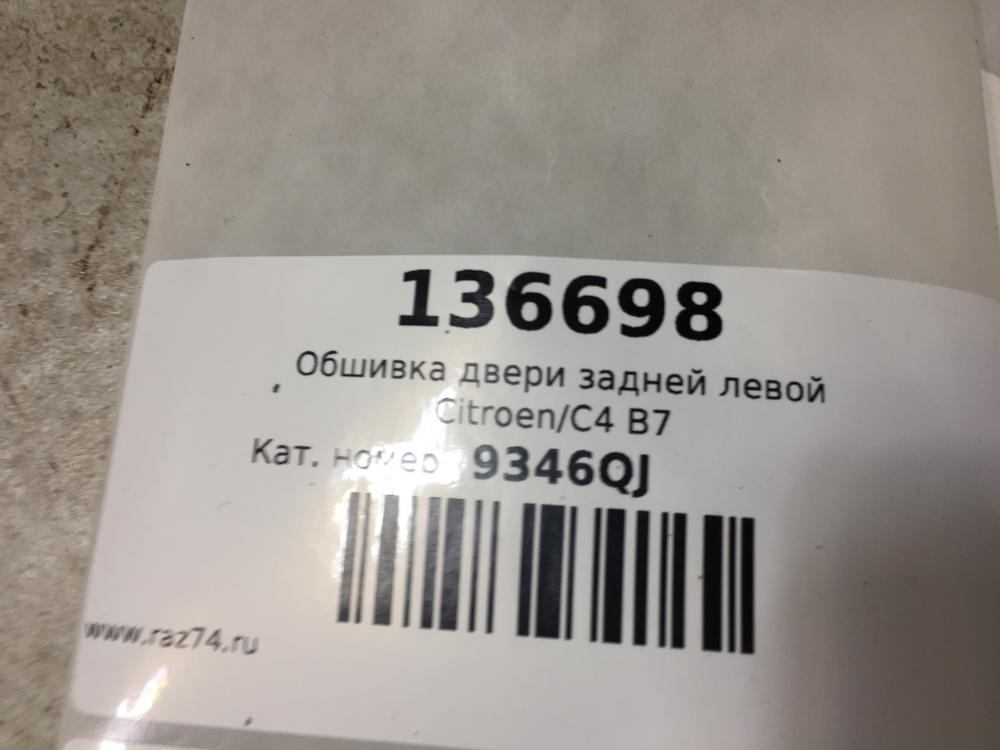 136698
Обшивка двери задней левой
Citroen/C4 B7
Кат. номер: 9346QJ
www.raz74.ru